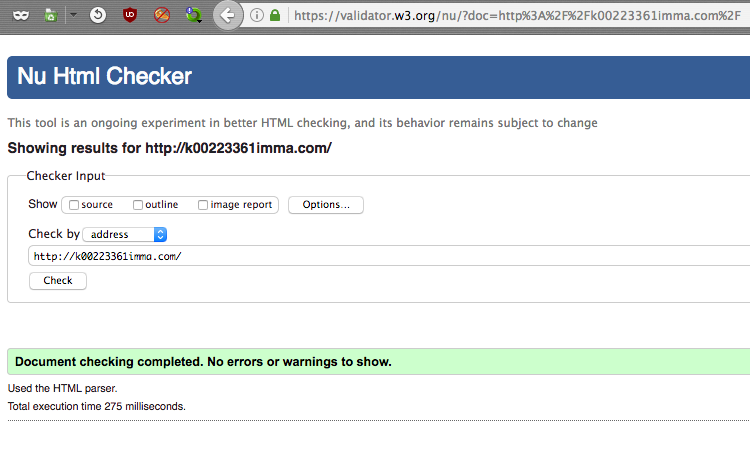 https://validator.w3.org/nu/?doc=http%3A%2F%2Fk00223361imma.com%2F
Nu Html Checker
This tool is an ongoing experiment in better HTML checking, and its behavior remains subject to change
Showing results for http://k00223361imma.com/
Checker Input
Show source outline image report Options...
Check by address
http://k00223361imma.com/
Check
Document checking completed. No errors or warnings to show.
Used the HTML parser.
Total execution time 275 milliseconds.